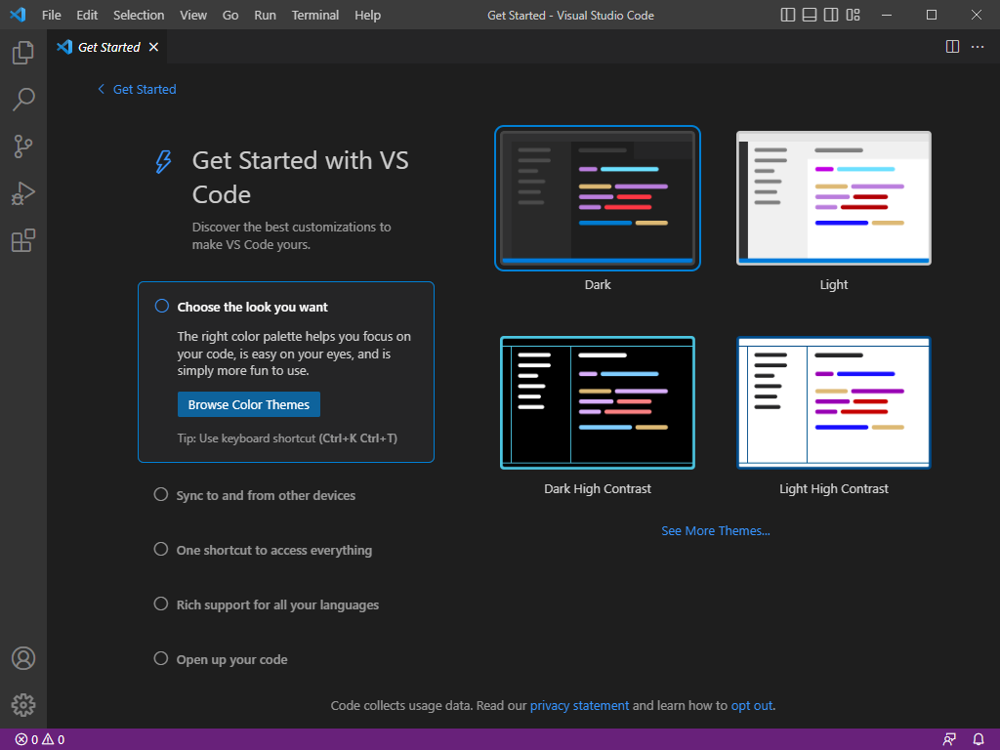 File Edit Selection View Go Run Terminal Help
Get Started - Visual Studio Code
Get Started
Get Started
Get Started with VS
Code
Discover the best customizations to
make VS Code yours.
Choose the look you want
The right color palette helps you focus on
your code, is easy on your eyes, and is
simply more fun to use.
Browse Color Themes
Tip: Use keyboard shortcut (Ctrl+K Ctrl+T)
Sync to and from other devices
One shortcut to access everything
Rich support for all your languages
Open up your code
Dark
Light
Dark High Contrast
Light High Contrast
See More Themes...
Code collects usage data. Read our privacy statement and learn how to opt out.
0 0